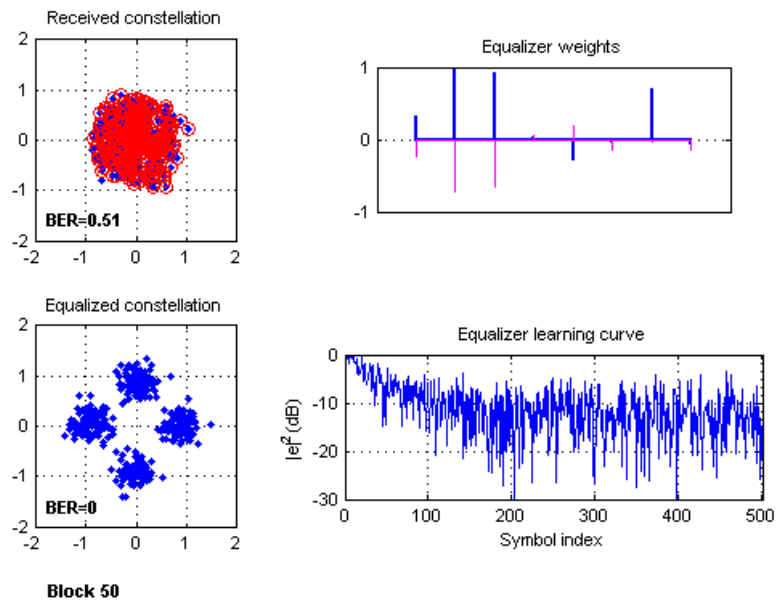 Received constellation
2
1
0
-1
-2
BER=0.51
-2 -1 0 1 2
Equalizer weights
1
0
-1
Equalized constellation
2
1
0
-1
-2
BER=0
-2 -1 0 1 2
Equalizer learning curve
0
-10
-20
-30
|e|² (dB)
0 100 200 300 400 500
Symbol index
Block 50